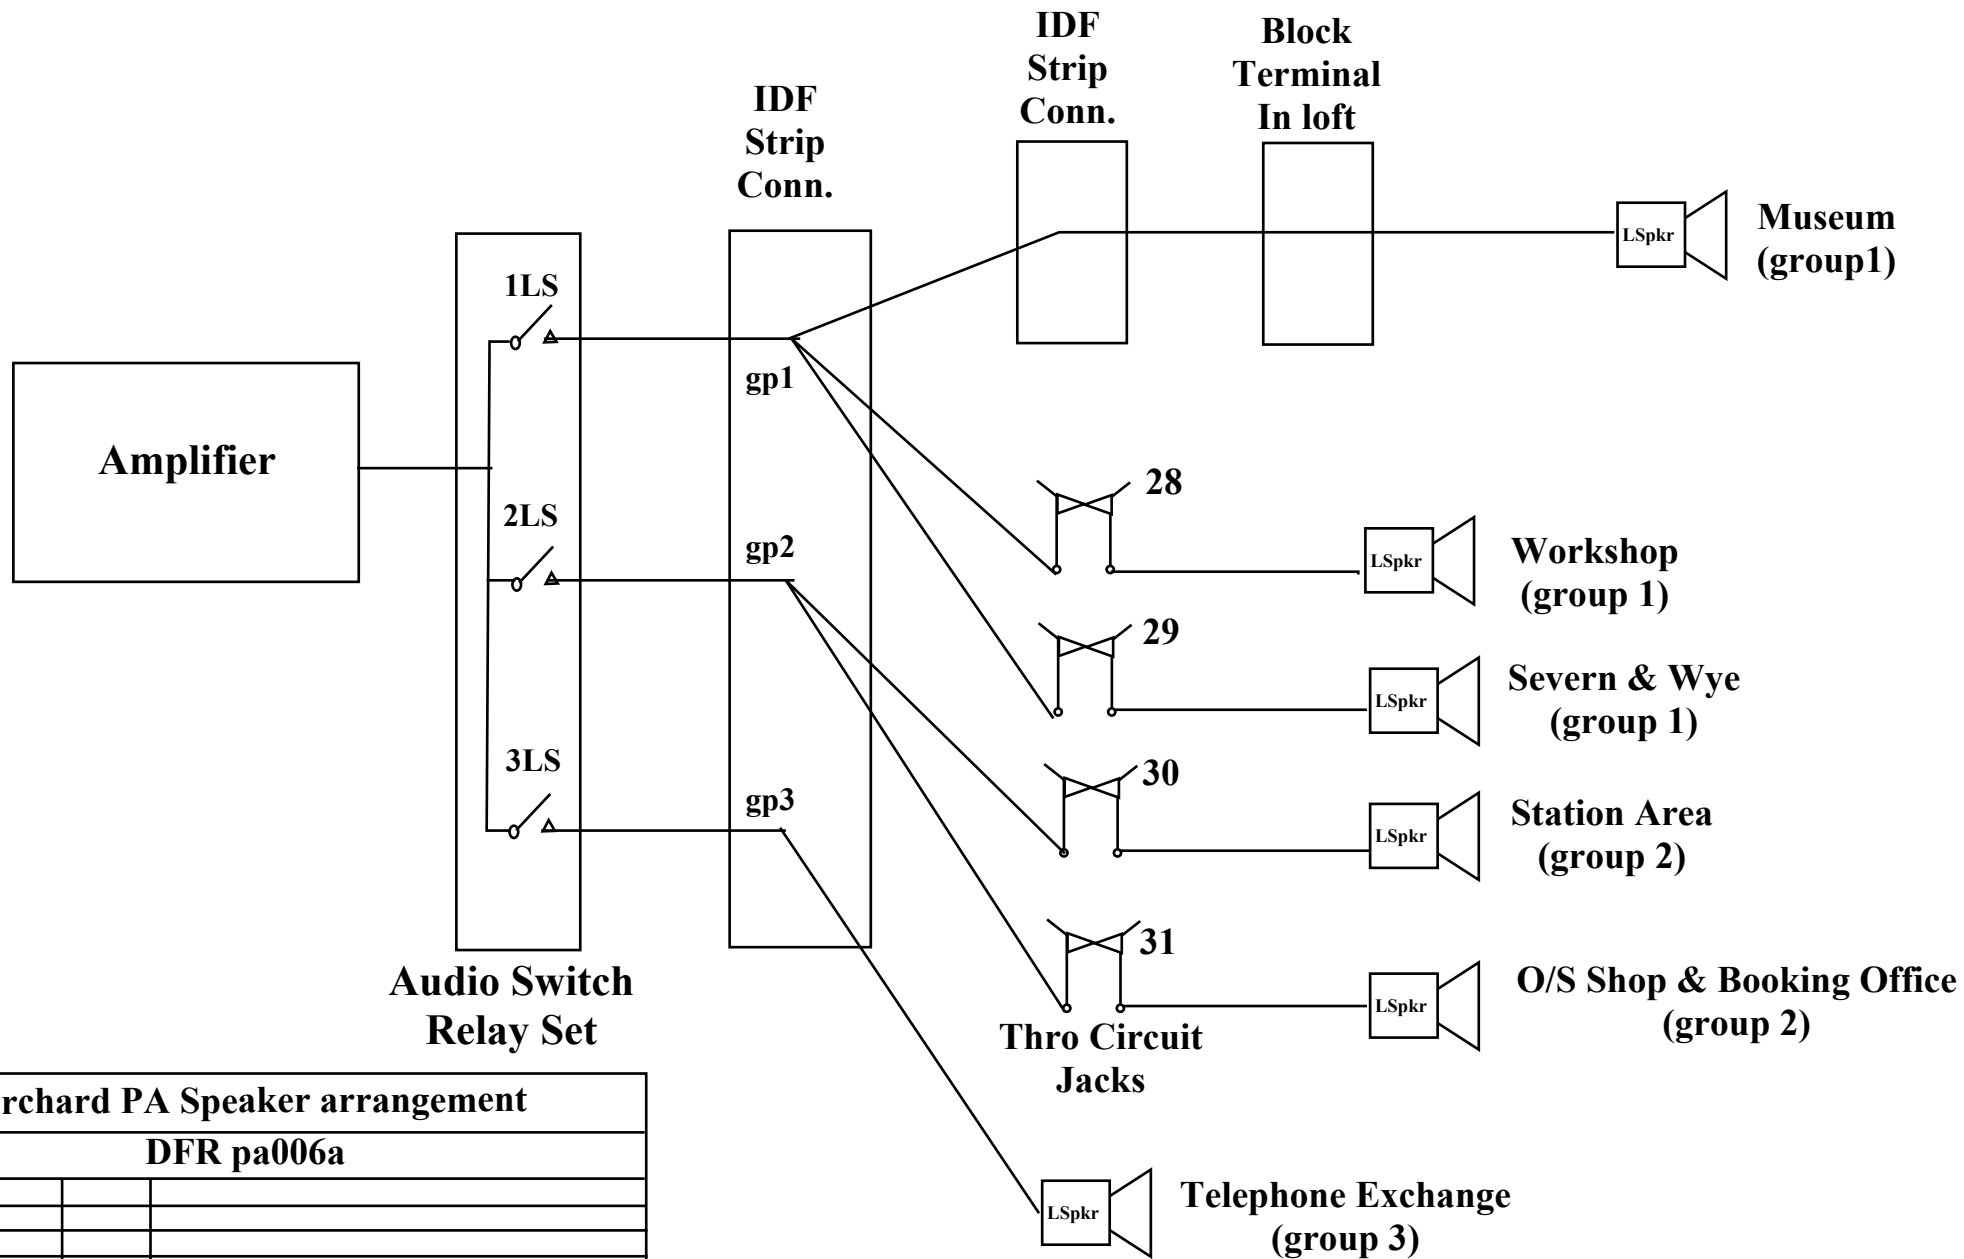 IDF
Strip
Conn.
Block
Terminal
In loft
IDF
Strip
Conn.
LSpkr
Museum
(group1)
1LS
gp1
Amplifier
28
2LS
gp2
LSpkr
Workshop
(group 1)
29
LSpkr
Severn & Wye
(group 1)
3LS
gp3
30
LSpkr
Station Area
(group 2)
31
LSpkr
O/S Shop & Booking Office
(group 2)
Audio Switch
Relay Set
Thro Circuit
Jacks
rchard PA Speaker arrangement
DFR pa006a
LSpkr
Telephone Exchange
(group 3)